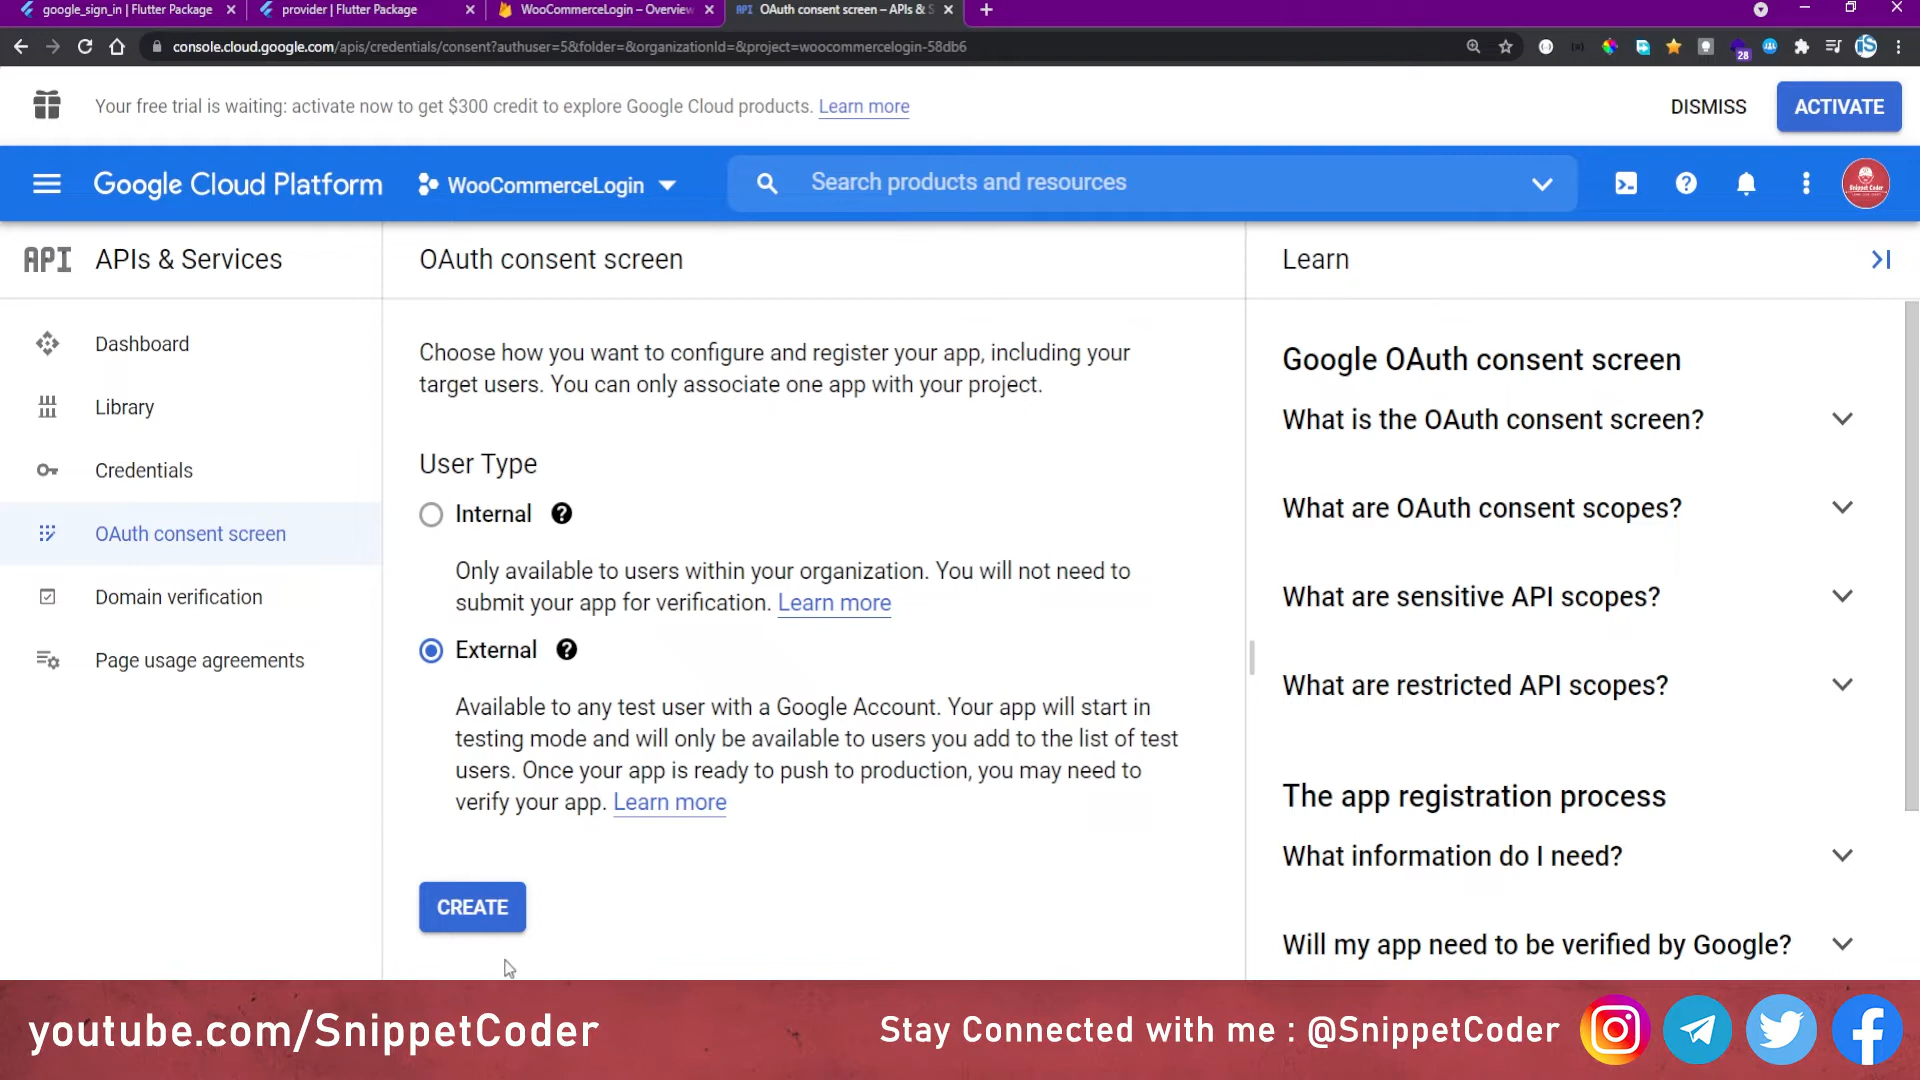 google_sign_in | Flutter Package
provider | Flutter Package
WooCommerceLogin – Overview
OAuth consent screen – APIs & S
console.cloud.google.com/apis/credentials/consent?authuser=5&folder=&organizationId=&project=woocommercelogin-58db6
28
Your free trial is waiting: activate now to get $300 credit to explore Google Cloud products. Learn more
DISMISS
ACTIVATE
Google Cloud Platform
WooCommerceLogin
Search products and resources
Snippet Coder
API APIs & Services
Dashboard
Library
Credentials
OAuth consent screen
Domain verification
Page usage agreements
OAuth consent screen
Choose how you want to configure and register your app, including your
target users. You can only associate one app with your project.
User Type
Internal
Only available to users within your organization. You will not need to
submit your app for verification. Learn more
External
Available to any test user with a Google Account. Your app will start in
testing mode and will only be available to users you add to the list of test
users. Once your app is ready to push to production, you may need to
verify your app. Learn more
CREATE
Learn
Google OAuth consent screen
What is the OAuth consent screen?
What are OAuth consent scopes?
What are sensitive API scopes?
What are restricted API scopes?
The app registration process
What information do I need?
Will my app need to be verified by Google?
youtube.com/SnippetCoder
Stay Connected with me : @SnippetCoder